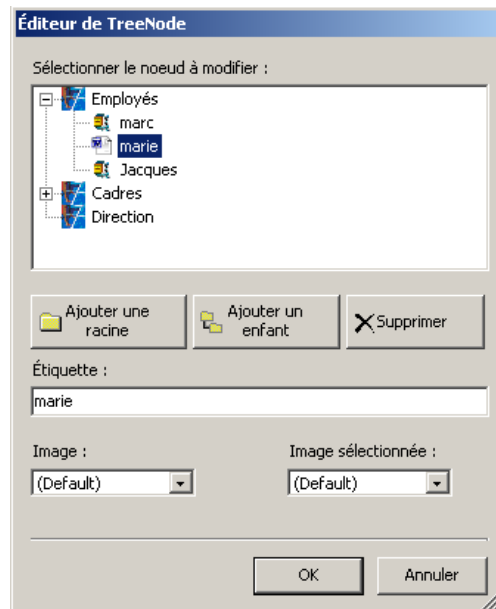 Éditeur de TreeNode
Sélectionner le noeud à modifier :
Employés
marc
marie
Jacques
Cadres
Direction
Ajouter une
racine
Ajouter un
enfant
Supprimer
Étiquette :
marie
Image :
Image sélectionnée :
(Default)
(Default)
OK
Annuler